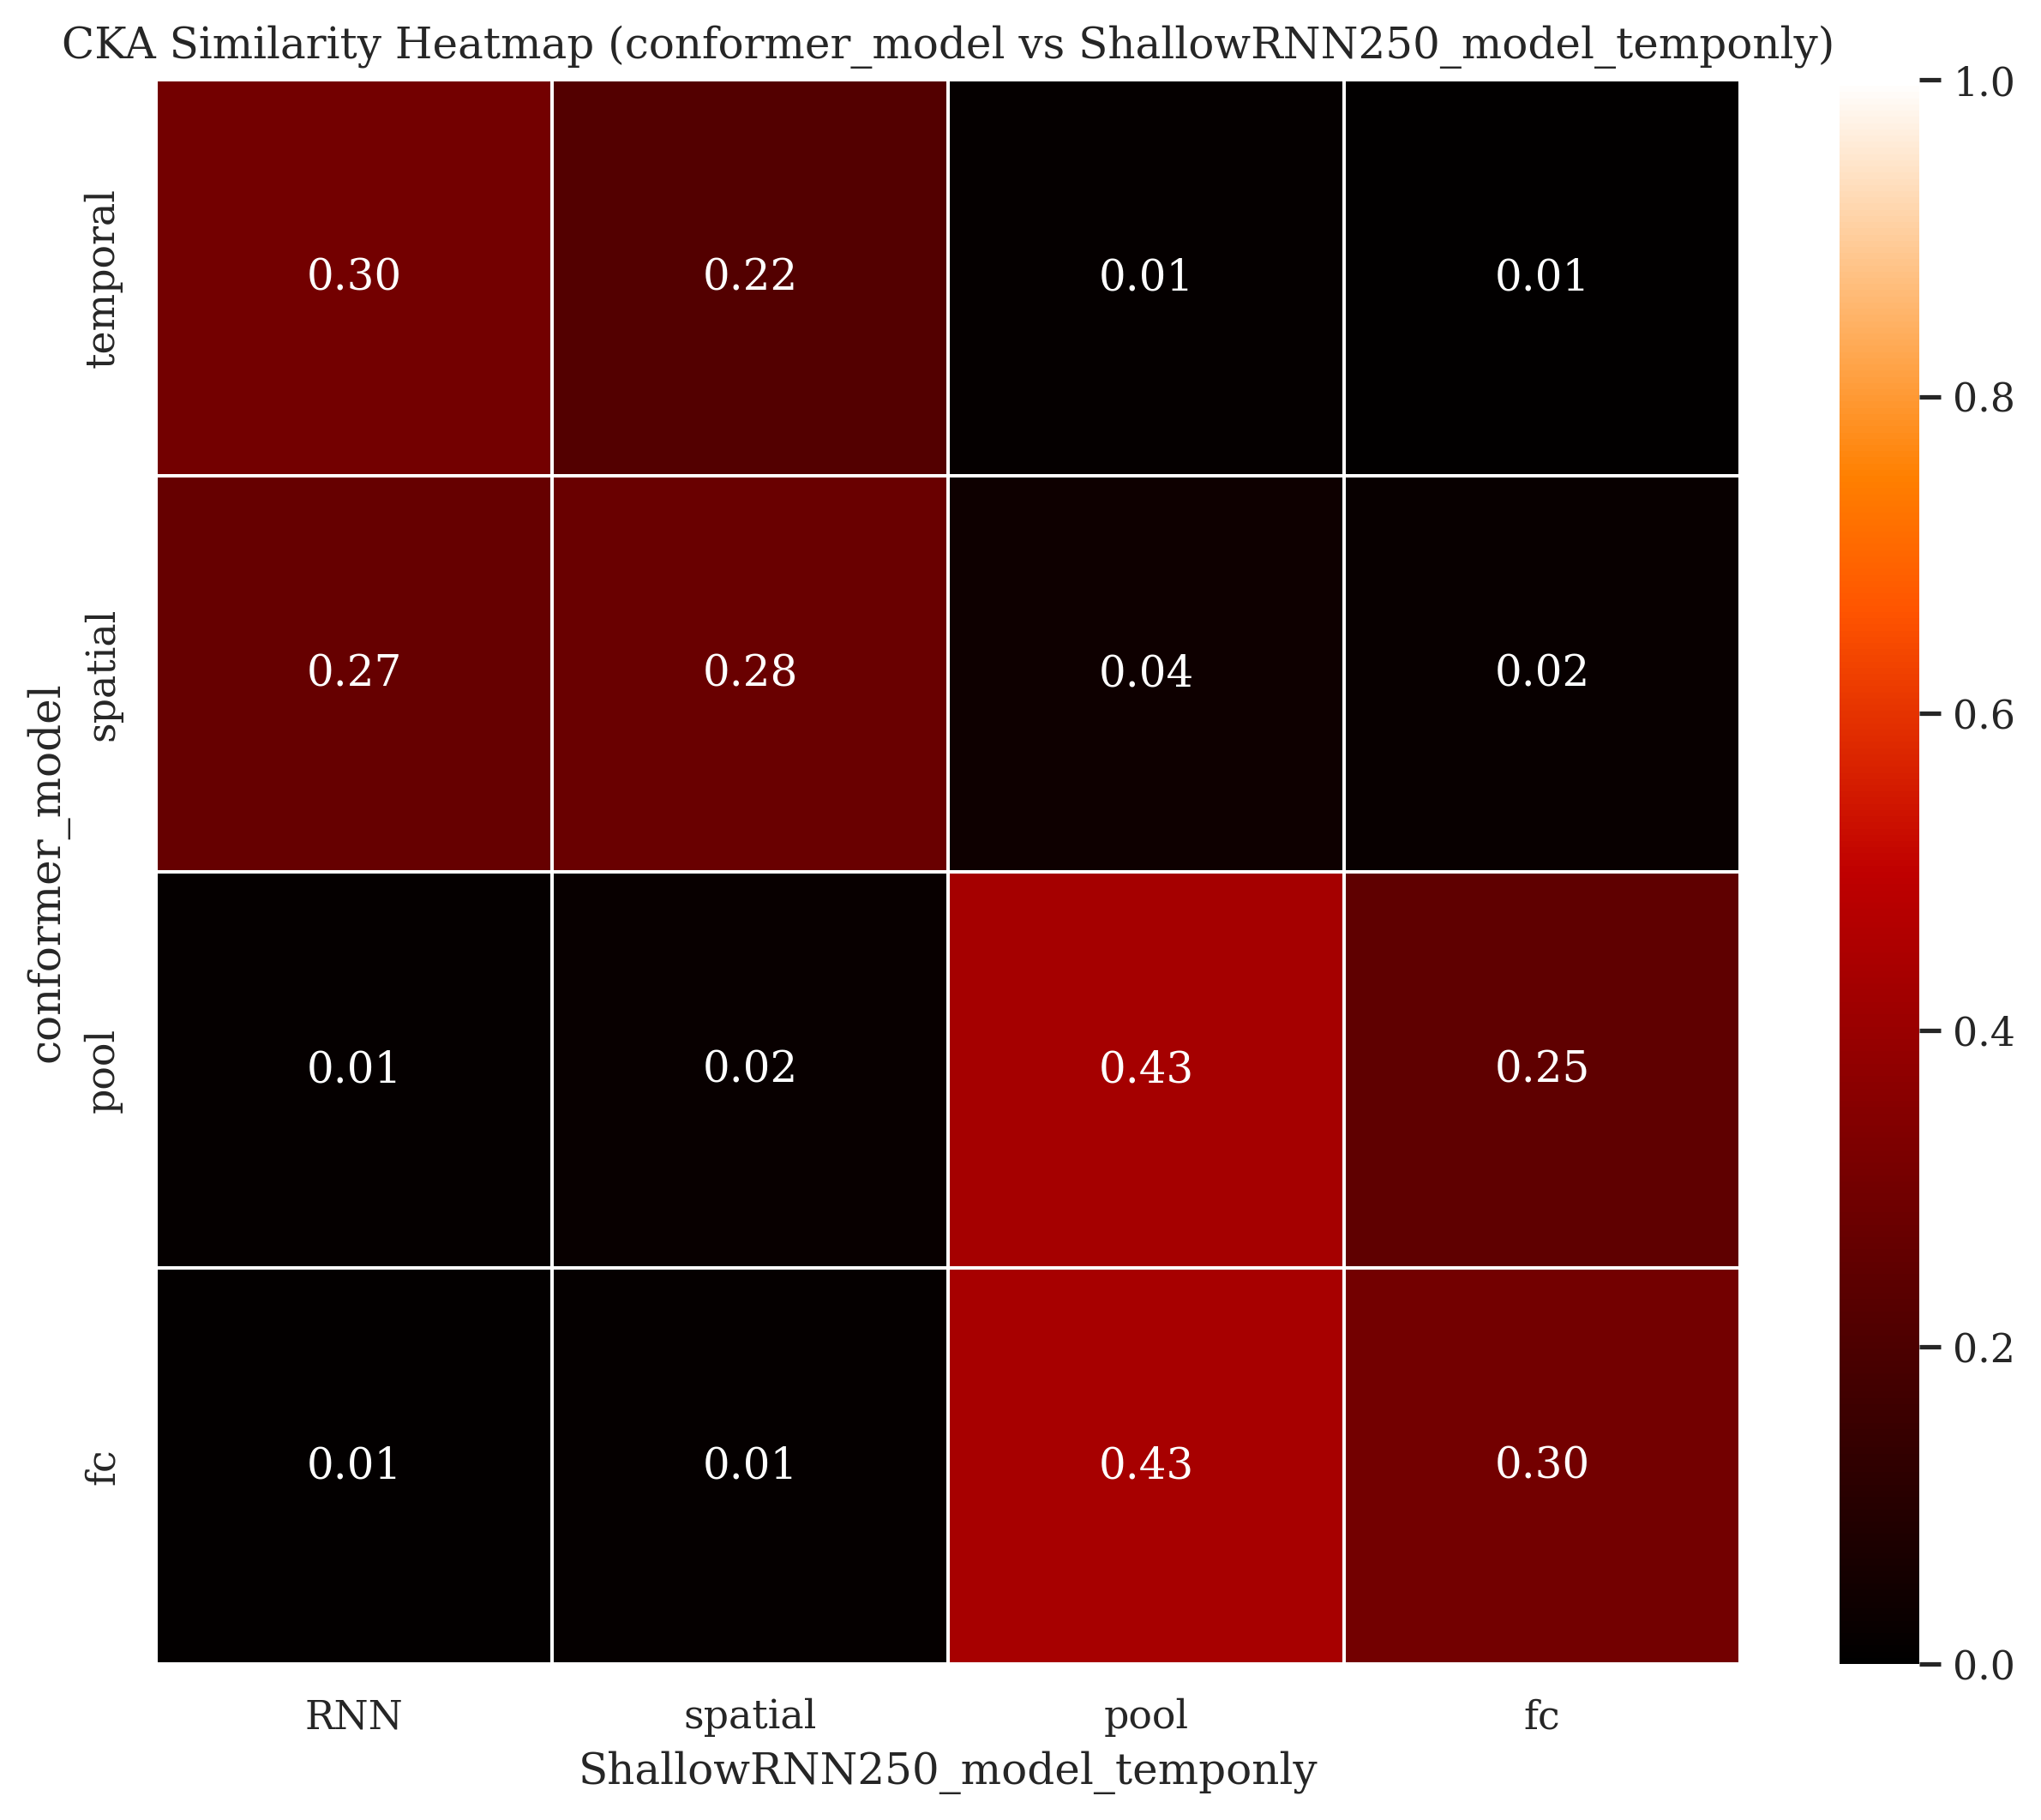 CKA Similarity Heatmap (conformer_model vs ShallowRNN250_model_temponly)
conformer_model
temporal
0.30 0.22 0.01 0.01
spatial
0.27 0.28 0.04 0.02
pool
0.01 0.02 0.43 0.25
fc
0.01 0.01 0.43 0.30
RNN spatial pool fc
ShallowRNN250_model_temponly
1.0
0.8
0.6
0.4
0.2
0.0